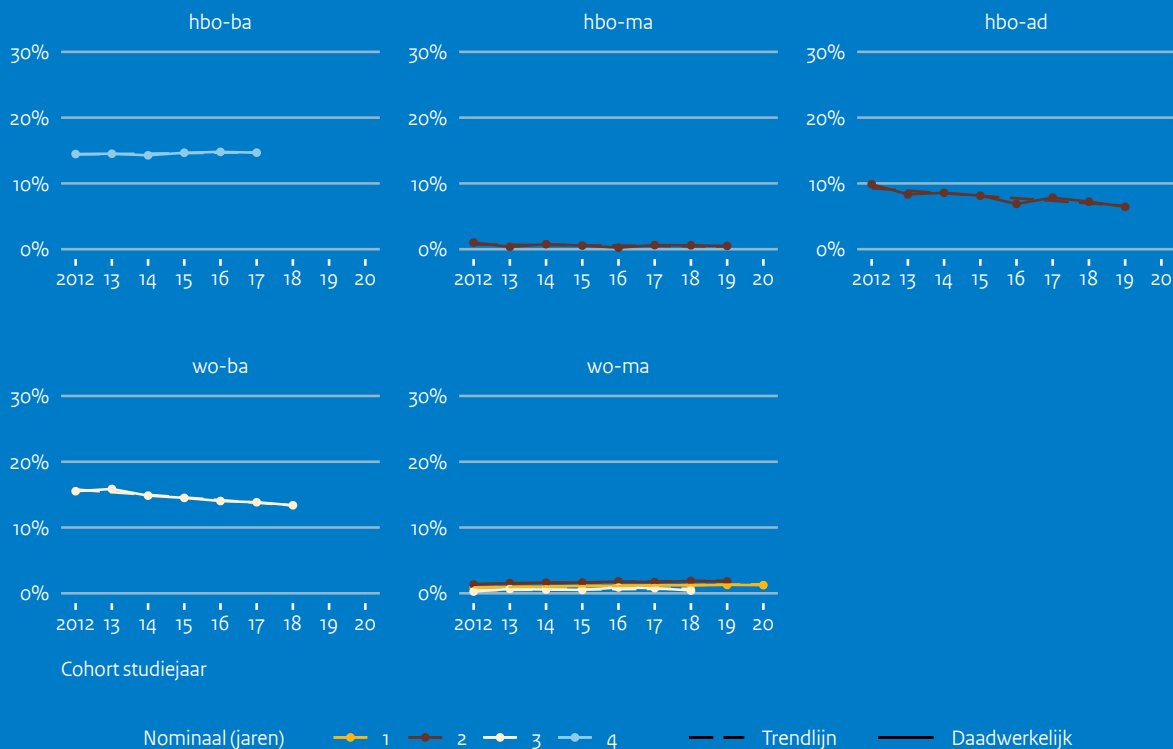 hbo-ba hbo-ma hbo-ad
30% 30% 30%
20% 20% 20%
10% 10% 10%
0% 0% 0%
2012 13 14 15 16 17 18 19 20 2012 13 14 15 16 17 18 19 20 2012 13 14 15 16 17 18 19 20
wo-ba wo-ma
30% 30%
20% 20%
10% 10%
0% 0%
2012 13 14 15 16 17 18 19 20 2012 13 14 15 16 17 18 19 20
Cohort studiejaar
Nominaal (jaren) 1 2 3 4 Trendlijn Daadwerkelijk